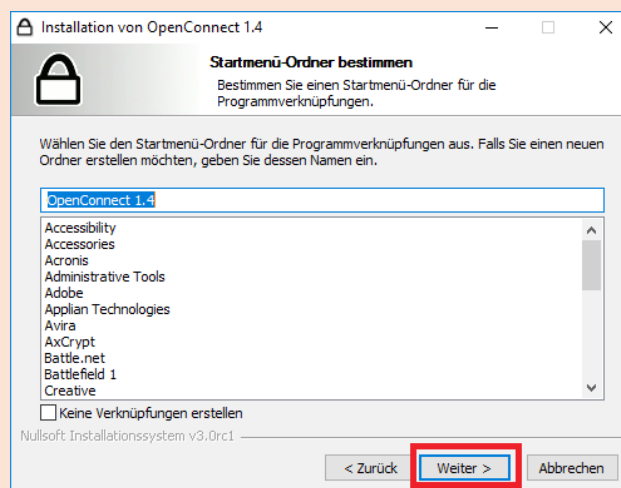 Installation von OpenConnect 1.4
Startmenü-Ordner bestimmen
Bestimmen Sie einen Startmenü-Ordner für die
Programmverknüpfungen.
Wählen Sie den Startmenü-Ordner für die Programmverknüpfungen aus. Falls Sie einen neuen
Ordner erstellen möchten, geben Sie dessen Namen ein.
OpenConnect 1.4
Accessibility
Accessories
Acronis
Administrative Tools
Adobe
Applian Technologies
Avira
AxCrypt
Battle.net
Battlefield 1
Creative
Keine Verknüpfungen erstellen
Nullsoft Installationssystem v3.0rc1
< Zurück Weiter > Abbrechen